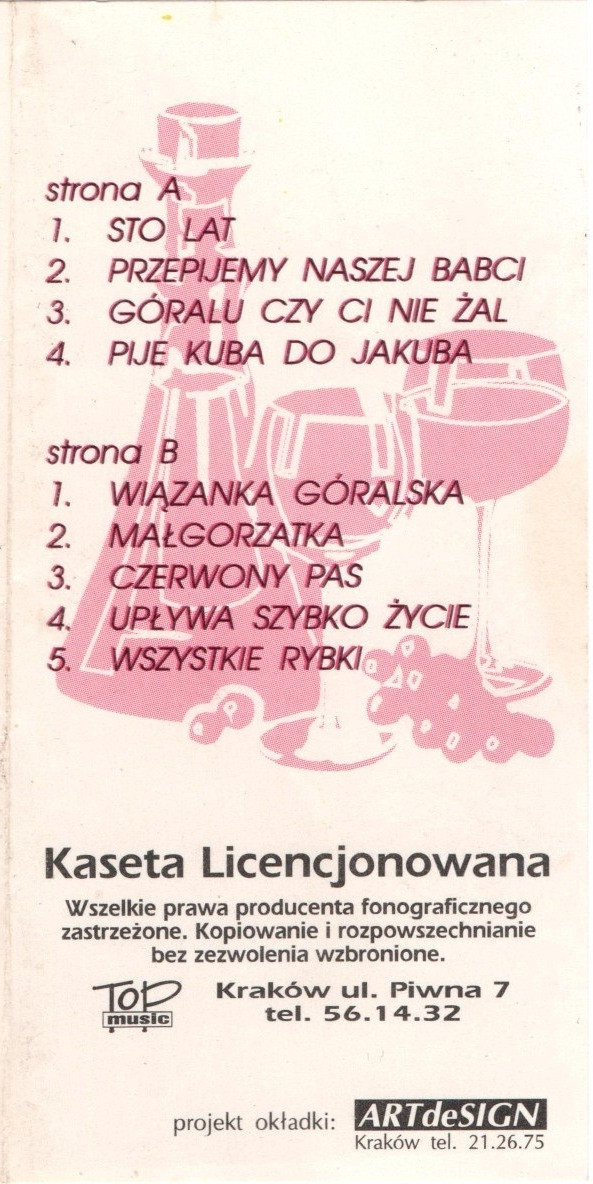 strona A
1. STO LAT
2. PRZEPIJEMY NASZEJ BABCI
3. GÓRALU CZY CI NIE ŻAL
4. PIJE KUBA DO JAKUBA
strona B
1. WIĄZANKA GÓRALSKA
2. MAŁGORZATKA
3. CZERWONY PAS
4. UPŁYWA SZYBKO ŻYCIE
5. WSZYSTKIE RYBKI
Kaseta Licencjonowana
Wszelkie prawa producenta fonograficznego
zastrzeżone. Kopiowanie i rozpowszechnianie
bez zezwolenia wzbronione.
TOP music
Kraków ul. Piwna 7
tel. 56.14.32
projekt okładki: ARTdeSIGN
Kraków tel. 21.26.75